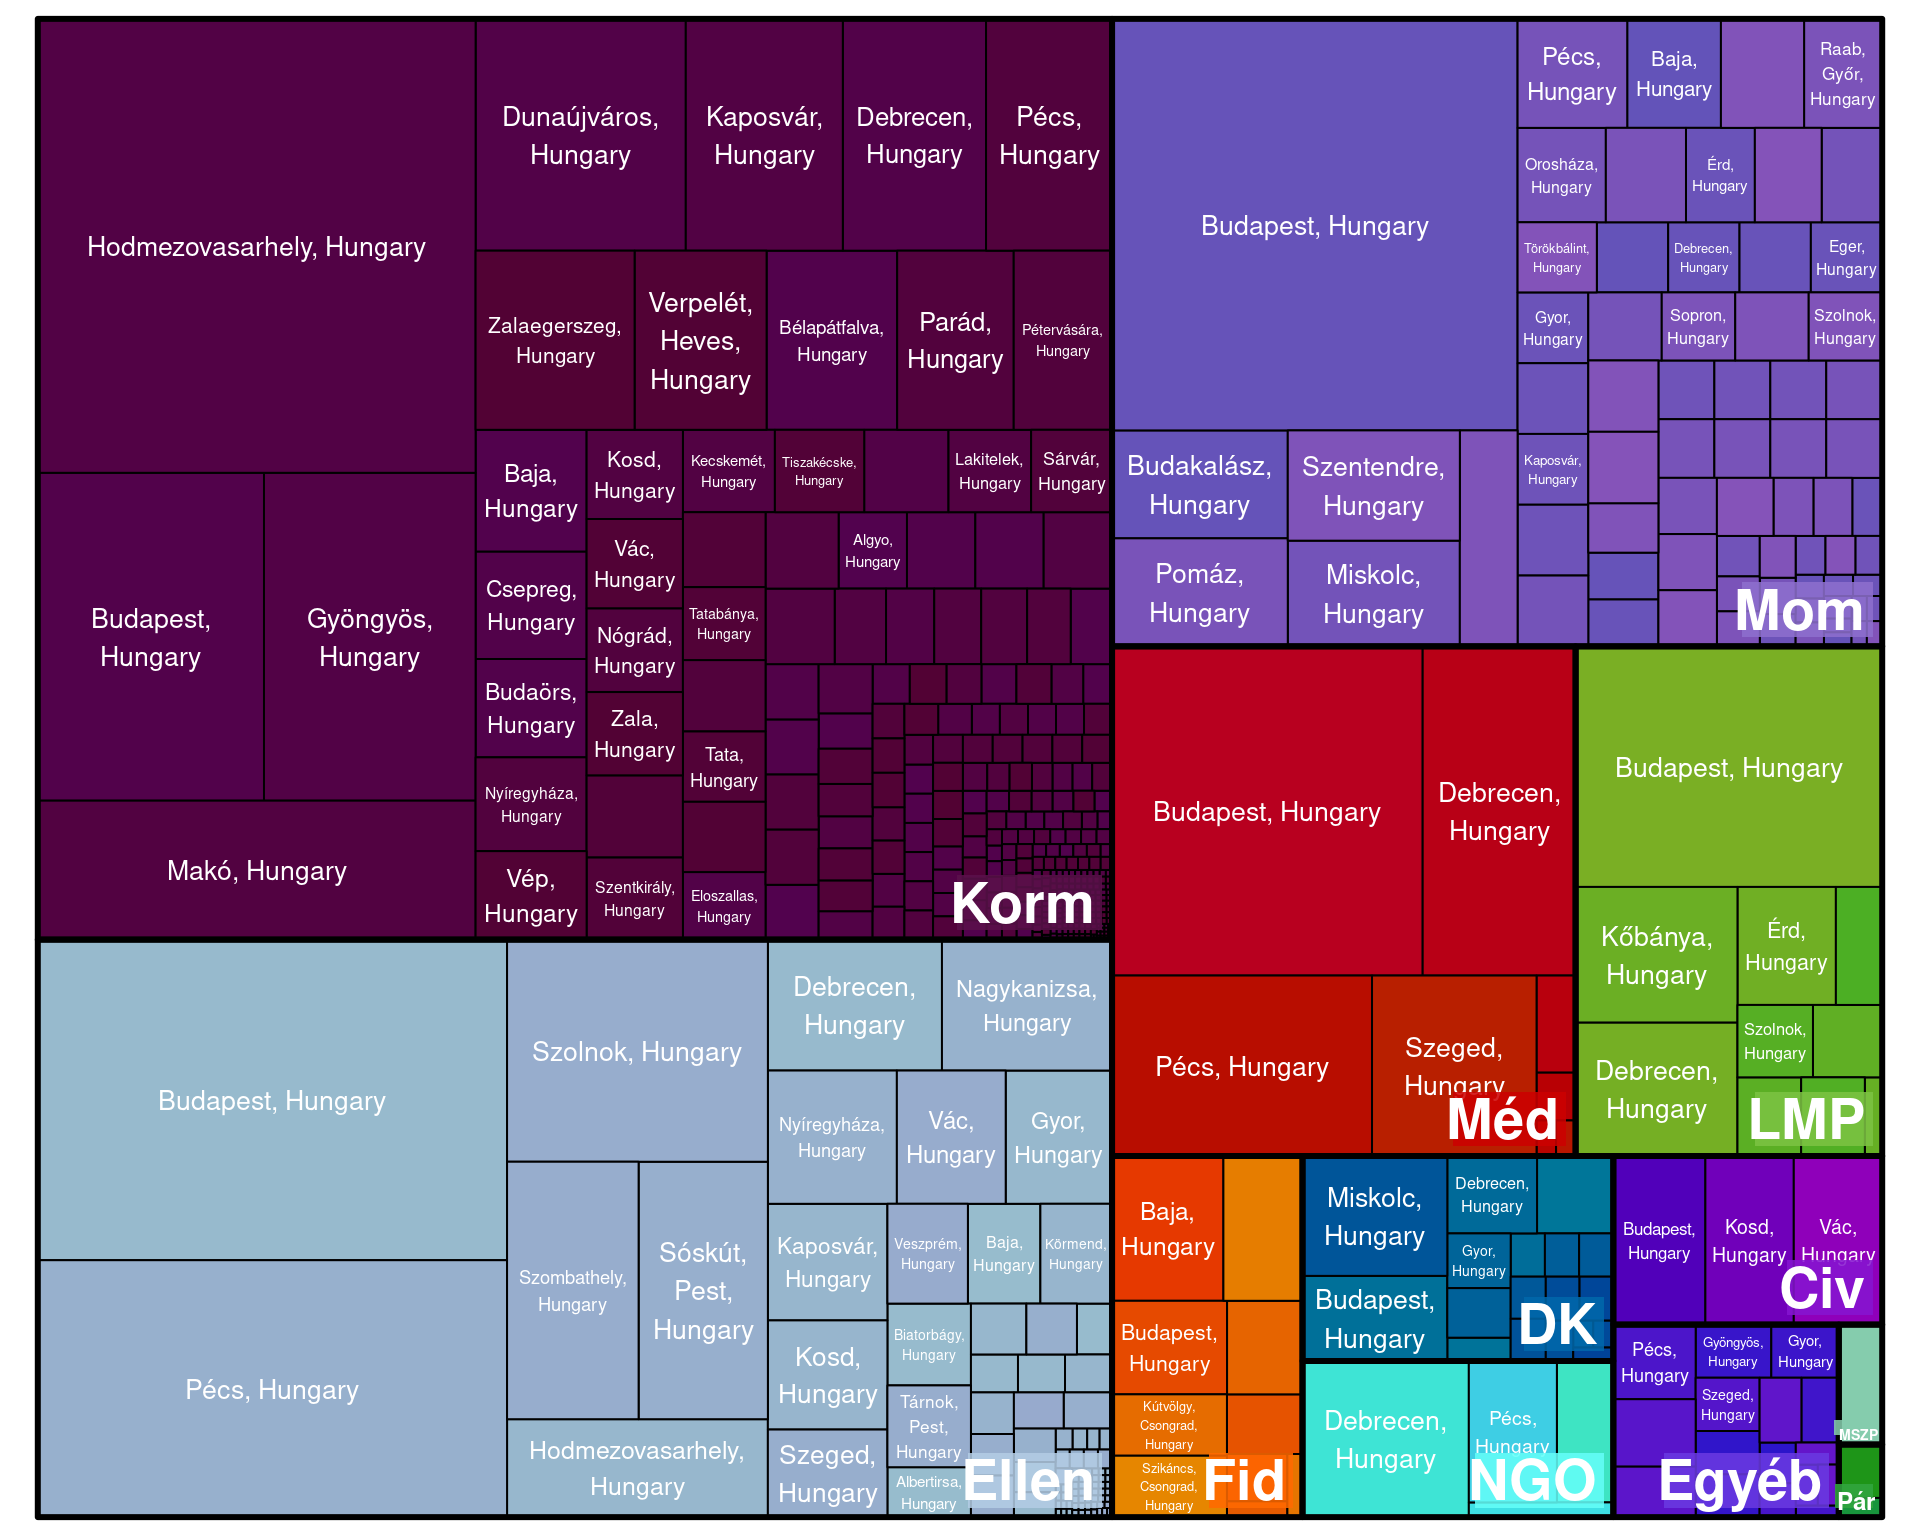 Hodmezovasarhely, Hungary
Budapest,
Hungary
Gyöngyös,
Hungary
Makó, Hungary
Dunaújváros,
Hungary
Kaposvár,
Hungary
Debrecen,
Hungary
Pécs,
Hungary
Zalaegerszeg,
Hungary
Verpelét,
Heves,
Hungary
Bélapátfalva,
Hungary
Parád,
Hungary
Pétervására,
Hungary
Baja,
Hungary
Csepreg,
Hungary
Budaörs,
Hungary
Nyíregyháza,
Hungary
Vép,
Hungary
Kosd,
Hungary
Vác,
Hungary
Nógrád,
Hungary
Zala,
Hungary
Szentkirály,
Hungary
Kecskemét,
Hungary
Tiszakécske,
Hungary
Lakitelek,
Hungary
Sárvár,
Hungary
Tatabánya,
Hungary
Tata,
Hungary
Eloszallas,
Hungary
Algyo,
Hungary
Korm
Budapest, Hungary
Budakalász,
Hungary
Pomáz,
Hungary
Szentendre,
Hungary
Miskolc,
Hungary
Pécs,
Hungary
Baja,
Hungary
Raab,
Győr,
Hungary
Orosháza,
Hungary
Érd,
Hungary
Törökbálint,
Hungary
Debrecen,
Hungary
Eger,
Hungary
Gyor,
Hungary
Sopron,
Hungary
Szolnok,
Hungary
Kaposvár,
Hungary
Mom
Budapest, Hungary
Debrecen,
Hungary
Pécs, Hungary
Szeged,
Hungary
Méd
Budapest, Hungary
Kőbánya,
Hungary
Debrecen,
Hungary
Érd,
Hungary
Szolnok,
Hungary
LMP
Budapest, Hungary
Pécs, Hungary
Szolnok, Hungary
Szombathely,
Hungary
Sóskút,
Pest,
Hungary
Hodmezovasarhely,
Hungary
Debrecen,
Hungary
Nagykanizsa,
Hungary
Nyíregyháza,
Hungary
Vác,
Hungary
Gyor,
Hungary
Kaposvár,
Hungary
Kosd,
Hungary
Szeged,
Hungary
Veszprém,
Hungary
Baja,
Hungary
Körmend,
Hungary
Biatorbágy,
Hungary
Tárnok,
Pest,
Hungary
Albertirsa,
Hungary
Ellen
Baja,
Hungary
Budapest,
Hungary
Kútvölgy,
Csongrad,
Hungary
Szikáncs,
Csongrad,
Hungary
Fid
Miskolc,
Hungary
Budapest,
Hungary
Debrecen,
Hungary
Gyor,
Hungary
DK
Debrecen,
Hungary
Pécs,
Hungary
NGO
Budapest,
Hungary
Kosd,
Hungary
Vác,
Hungary
Civ
Pécs,
Hungary
Gyöngyös,
Hungary
Gyor,
Hungary
Szeged,
Hungary
Egyéb
MSZP
Pár